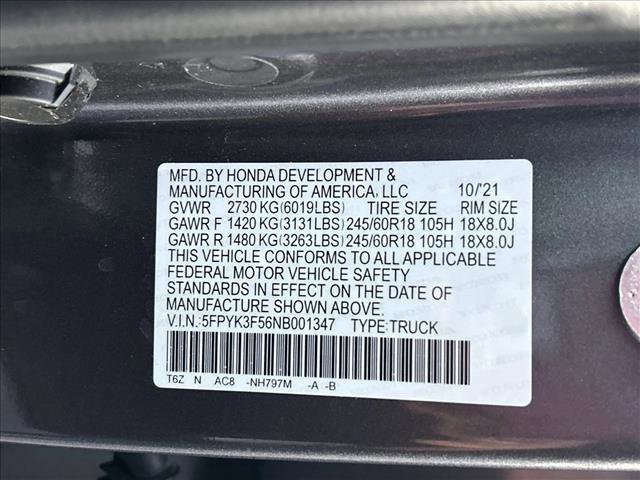 MFD. BY HONDA DEVELOPMENT &
MANUFACTURING OF AMERICA, LLC 10/'21
GVWR 2730 KG(6019LBS) TIRE SIZE RIM SIZE
GAWR F 1420 KG(3131LBS)245/60R18 105H 18X8.0J
GAWR R 1480 KG(3263LBS)245/60R18 105H 18X8.0J
THIS VEHICLE CONFORMS TO ALL APPLICABLE
FEDERAL MOTOR VEHICLE SAFETY
STANDARDS IN EFFECT ON THE DATE OF
MANUFACTURE SHOWN ABOVE.
V.I.N.:5FPYK3F56NB001347 TYPE:TRUCK
T6Z N AC8 -NH797M -A -B